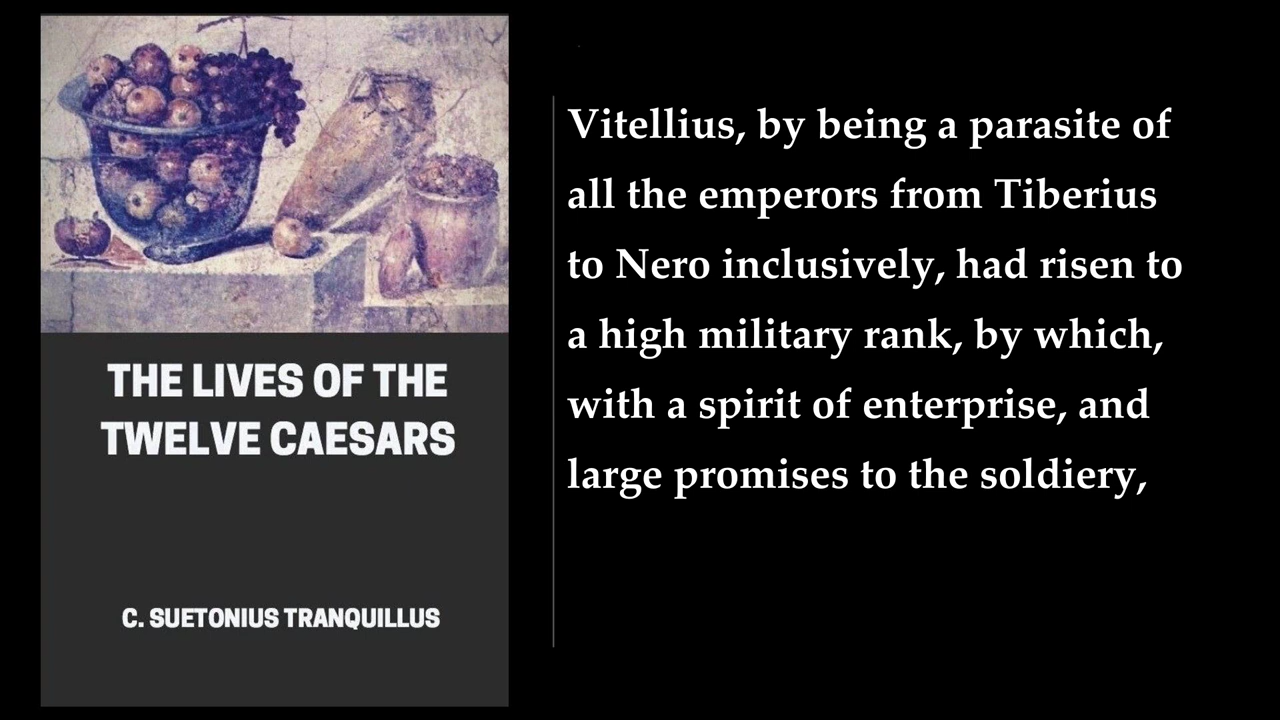 THE LIVES OF THE
TWELVE CAESARS
C. SUETONIUS TRANQUILLUS
Vitellius, by being a parasite of
all the emperors from Tiberius
to Nero inclusively, had risen to
a high military rank, by which,
with a spirit of enterprise, and
large promises to the soldiery,